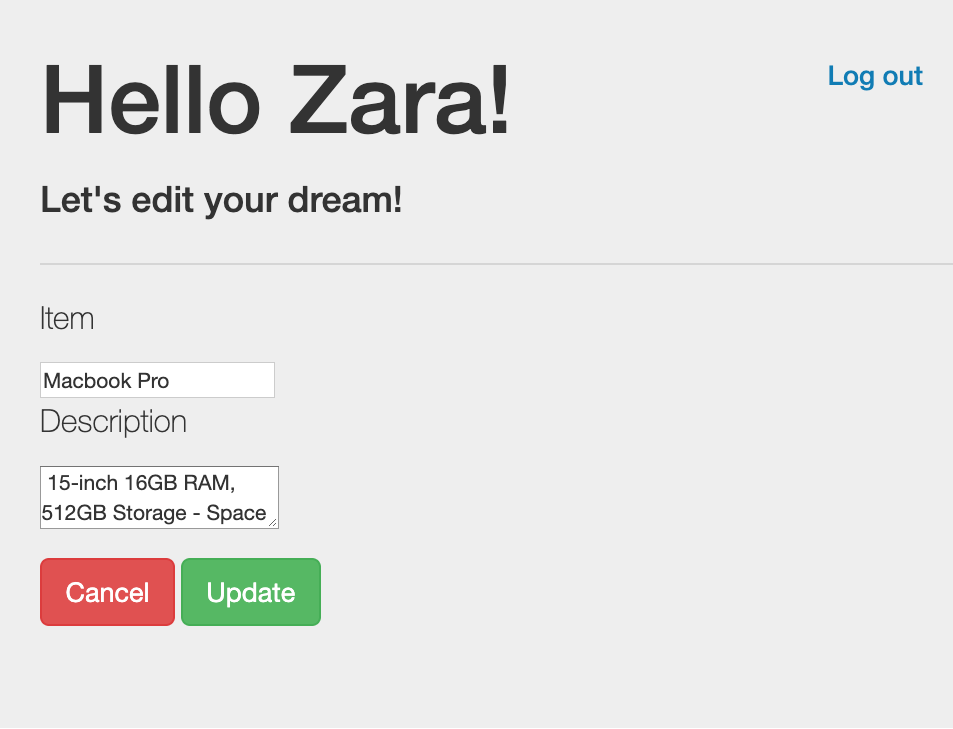 Hello Zara!
Log out
Let's edit your dream!
Item
Macbook Pro
Description
15-inch 16GB RAM,
512GB Storage - Space
Cancel
Update